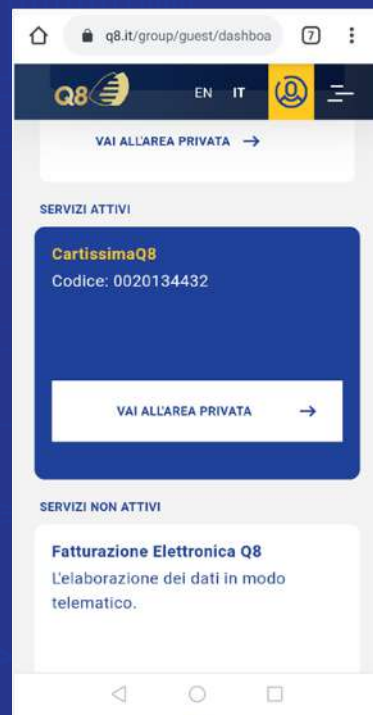 q8.it/group/guest/dashboa
7
Q8
EN IT
VAI ALL'AREA PRIVATA
SERVIZI ATTIVI
CartissimaQ8
Codice: 0020134432
VAI ALL'AREA PRIVATA
SERVIZI NON ATTIVI
Fatturazione Elettronica Q8
L'elaborazione dei dati in modo
telematico.